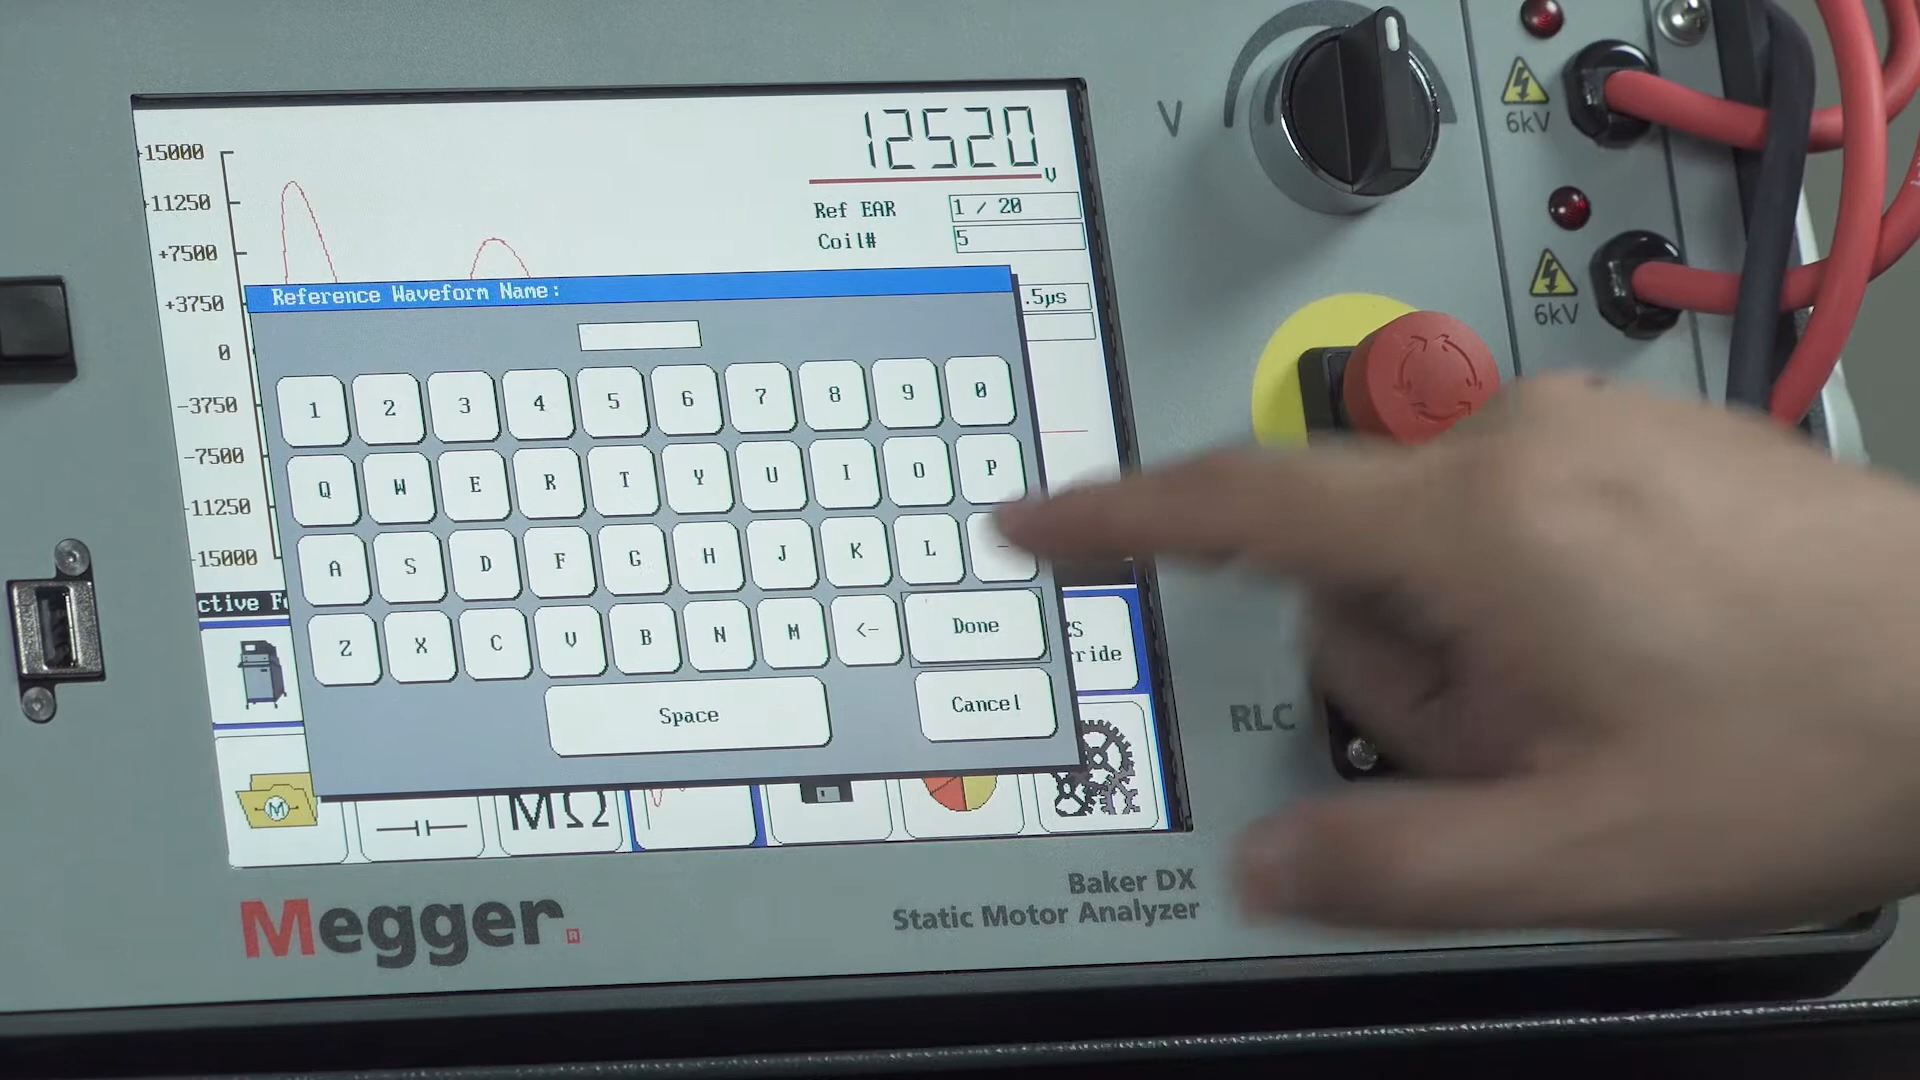 12520
V
+15000
+11250
+7500
+3750
0
-3750
-7500
-11250
-15000
Ref EAR 1 / 20
Coil# 5
.5µs
Reference Waveform Name:
1 2 3 4 5 6 7 8 9 0
Q W E R T Y U I O P
A S D F G H J K L -
Z X C V B N M <- Done
Space Cancel
ctive F
ride
M
MΩ
V
6kV
6kV
RLC
Megger
Baker DX
Static Motor Analyzer